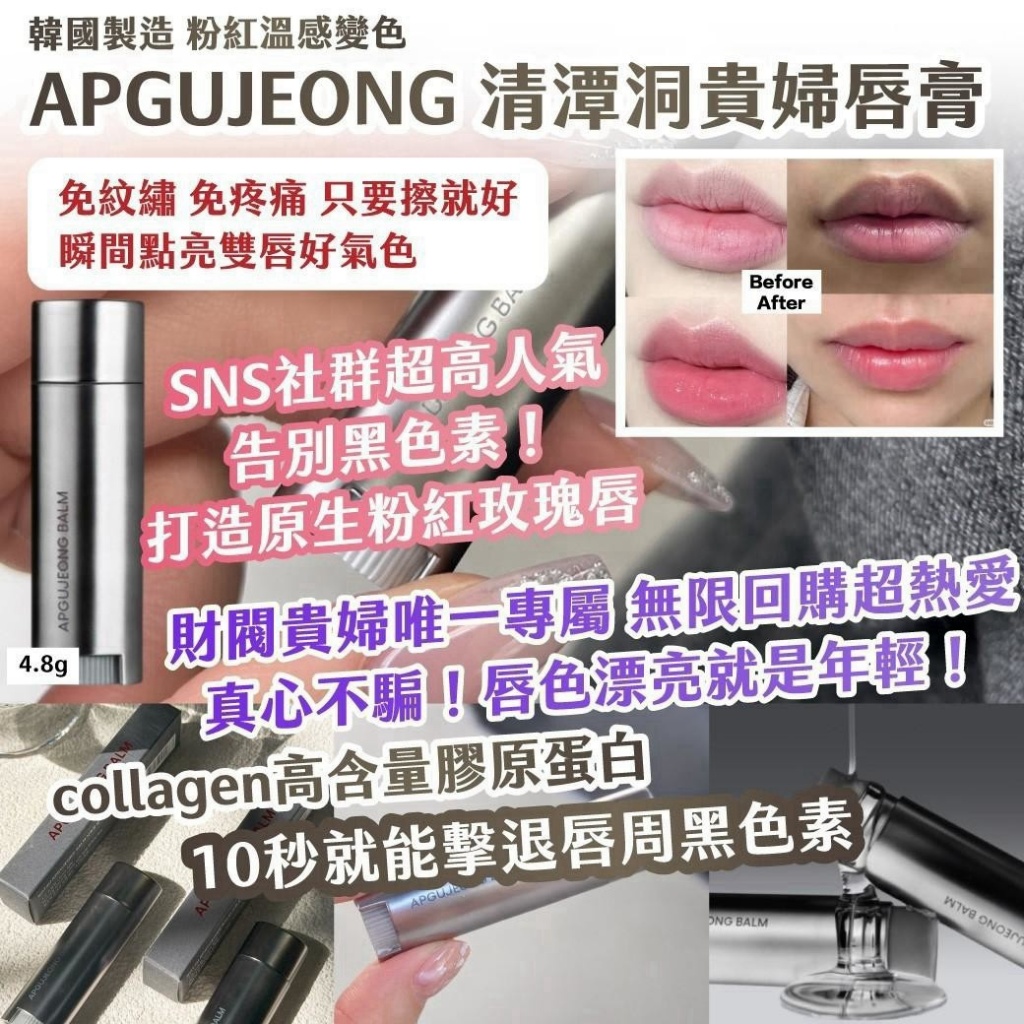 韓國製造 粉紅溫感變色
APGUJEONG 清潭洞貴婦唇膏
免紋繡 免疼痛 只要擦就好
瞬間點亮雙唇好氣色
Before
After
G BA
SNS社群超高人氣
告別黑色素！
打造原生粉紅玫瑰唇
APGUJEONG BALM
4.8g
財閥貴婦唯一專屬 無限回購超熱愛
真心不騙！唇色漂亮就是年輕！
collagen高含量膠原蛋白
10秒就能擊退唇周黑色素
APGUJEONG
ONG BALM
UJEONG BALM